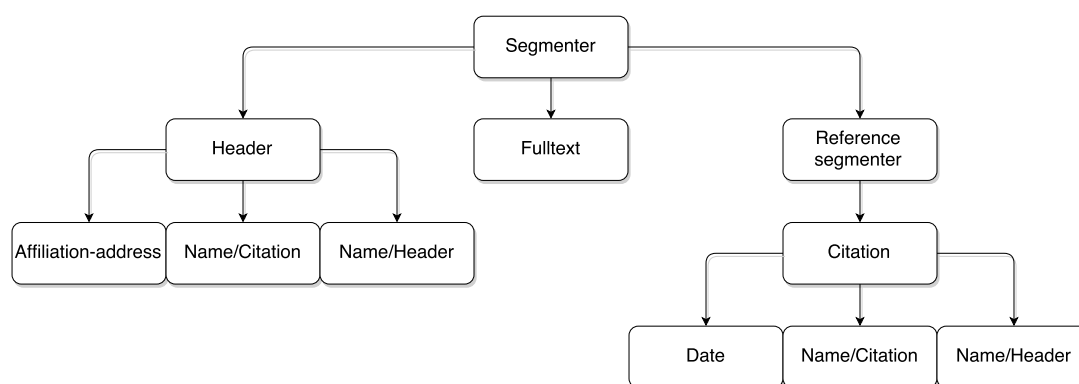 Segmenter
Header
Fulltext
Reference
segmenter
Affiliation-address
Name/Citation
Name/Header
Citation
Date
Name/Citation
Name/Header